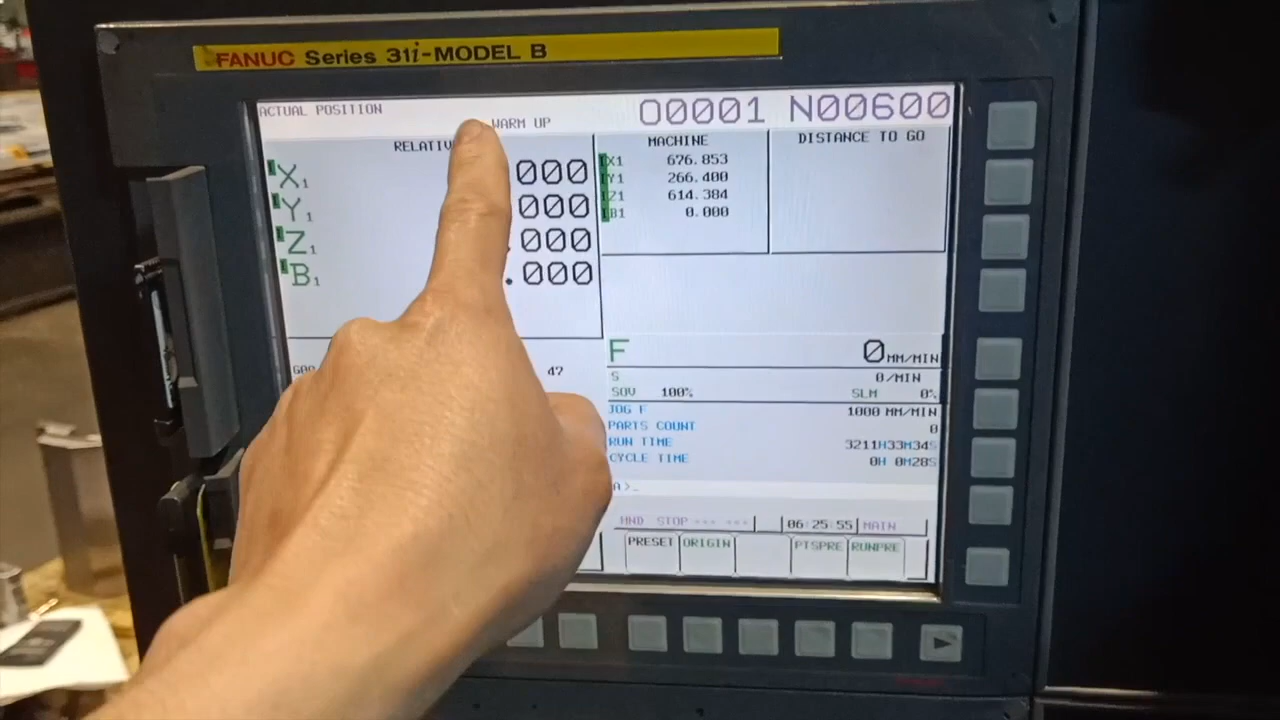 FANUC Series 31i-MODEL B
ACTUAL POSITION
WARM UP
O0001 N00600
RELATIV
X1 000
Y1 000
Z1 .000
B1 .000
MACHINE
X1 676.853
Y1 266.400
Z1 614.384
B1 0.000
DISTANCE TO GO
47
F 0 MM/MIN
S 0/MIN
SOV 100% SLM 0%
JOG F 1000 MM/MIN
PARTS COUNT 0
RUN TIME 3211H33M34S
CYCLE TIME 0H 0M28S
A>_
HND STOP *** *** 06:25:55 MAIN
PRESET ORIGIN PTSPRE RUNPRE